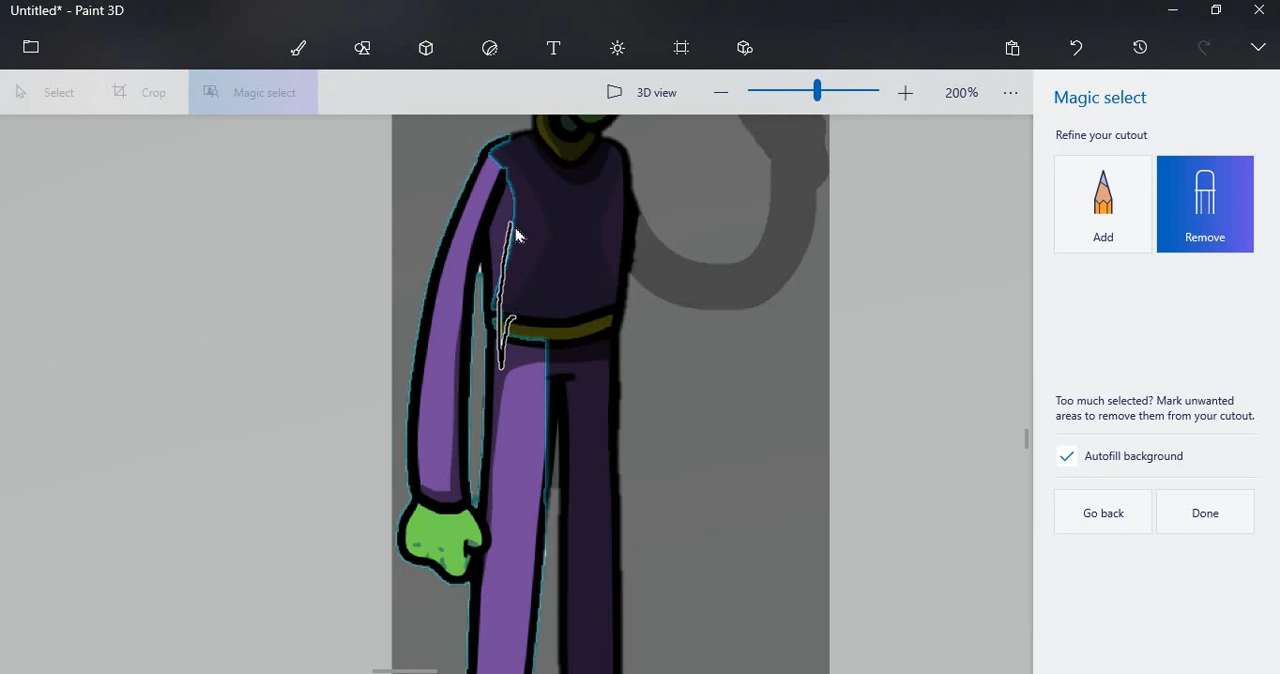 Untitled* - Paint 3D
Select
Crop
Magic select
3D view
200%
Magic select
Refine your cutout
Add
Remove
Too much selected? Mark unwanted
areas to remove them from your cutout.
Autofill background
Go back
Done